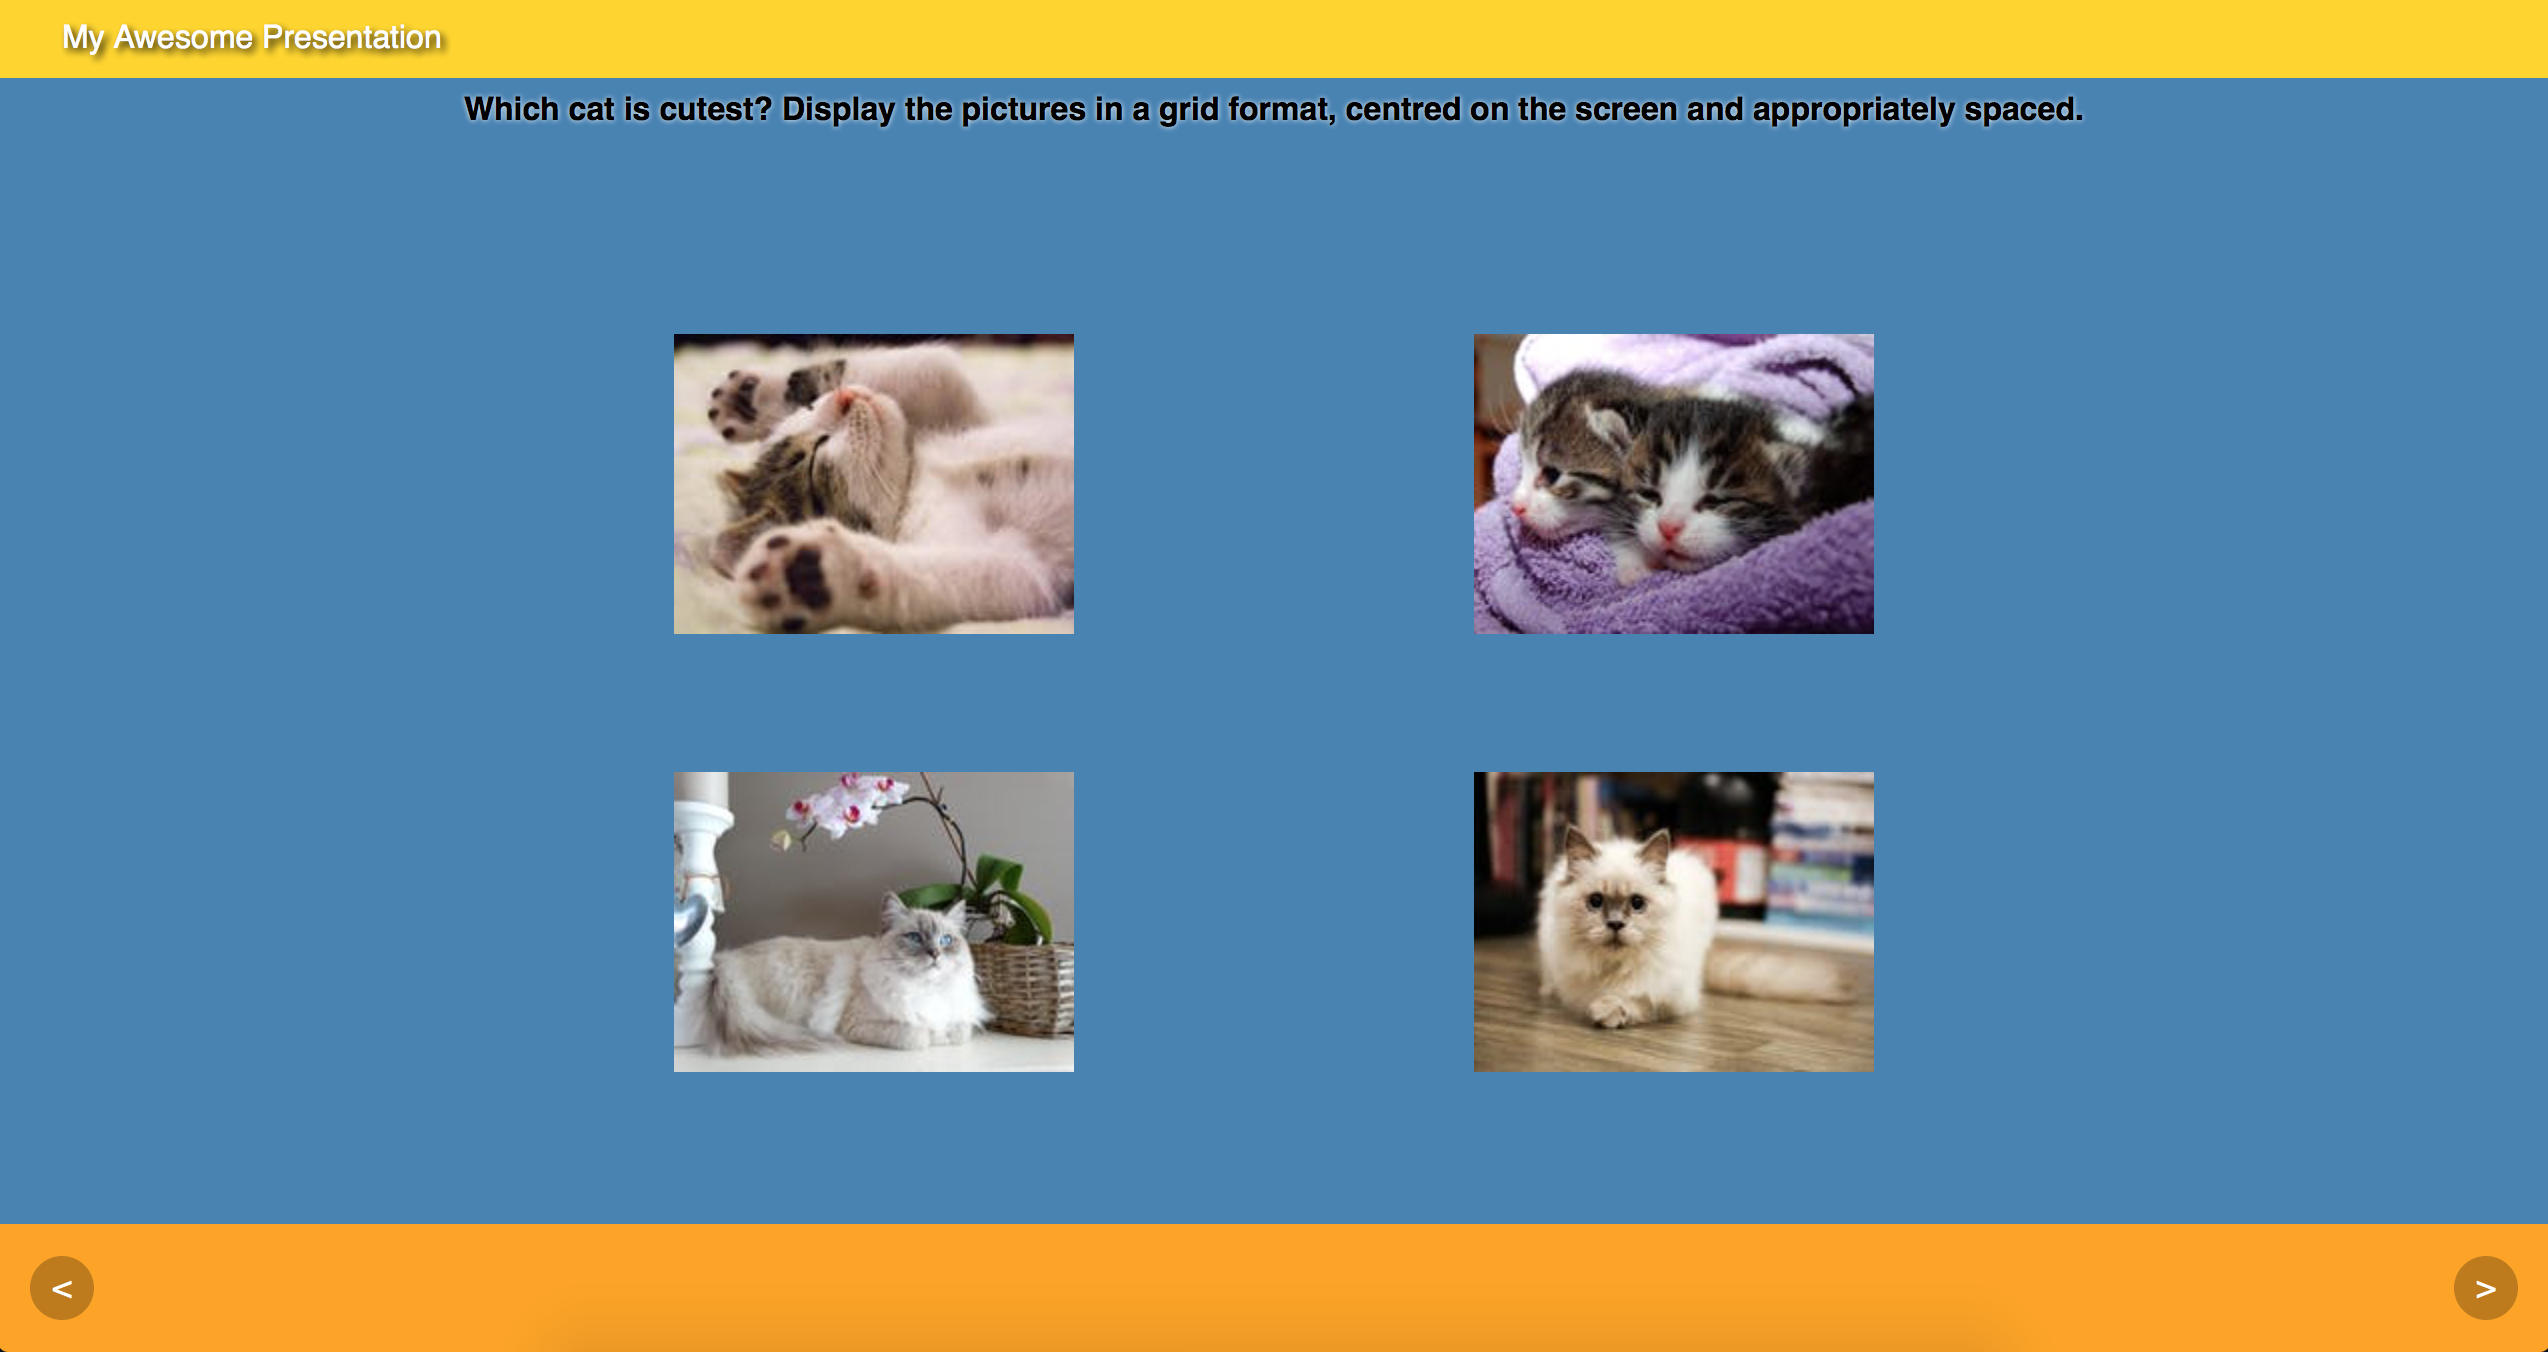 My Awesome Presentation
Which cat is cutest? Display the pictures in a grid format, centred on the screen and appropriately spaced.
< >